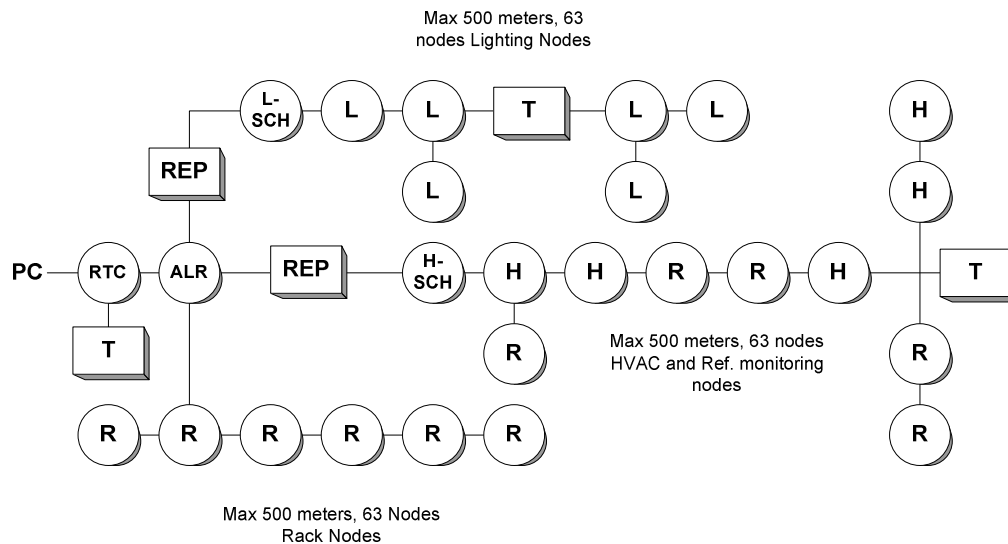 Max 500 meters, 63
nodes Lighting Nodes
L-
SCH
L
L
T
L
L
H
REP
L
L
H
PC
RTC
ALR
REP
H-
SCH
H
H
R
R
H
T
T
R
Max 500 meters, 63 nodes
HVAC and Ref. monitoring
nodes
R
R
R
R
R
R
R
R
R
Max 500 meters, 63 Nodes
Rack Nodes